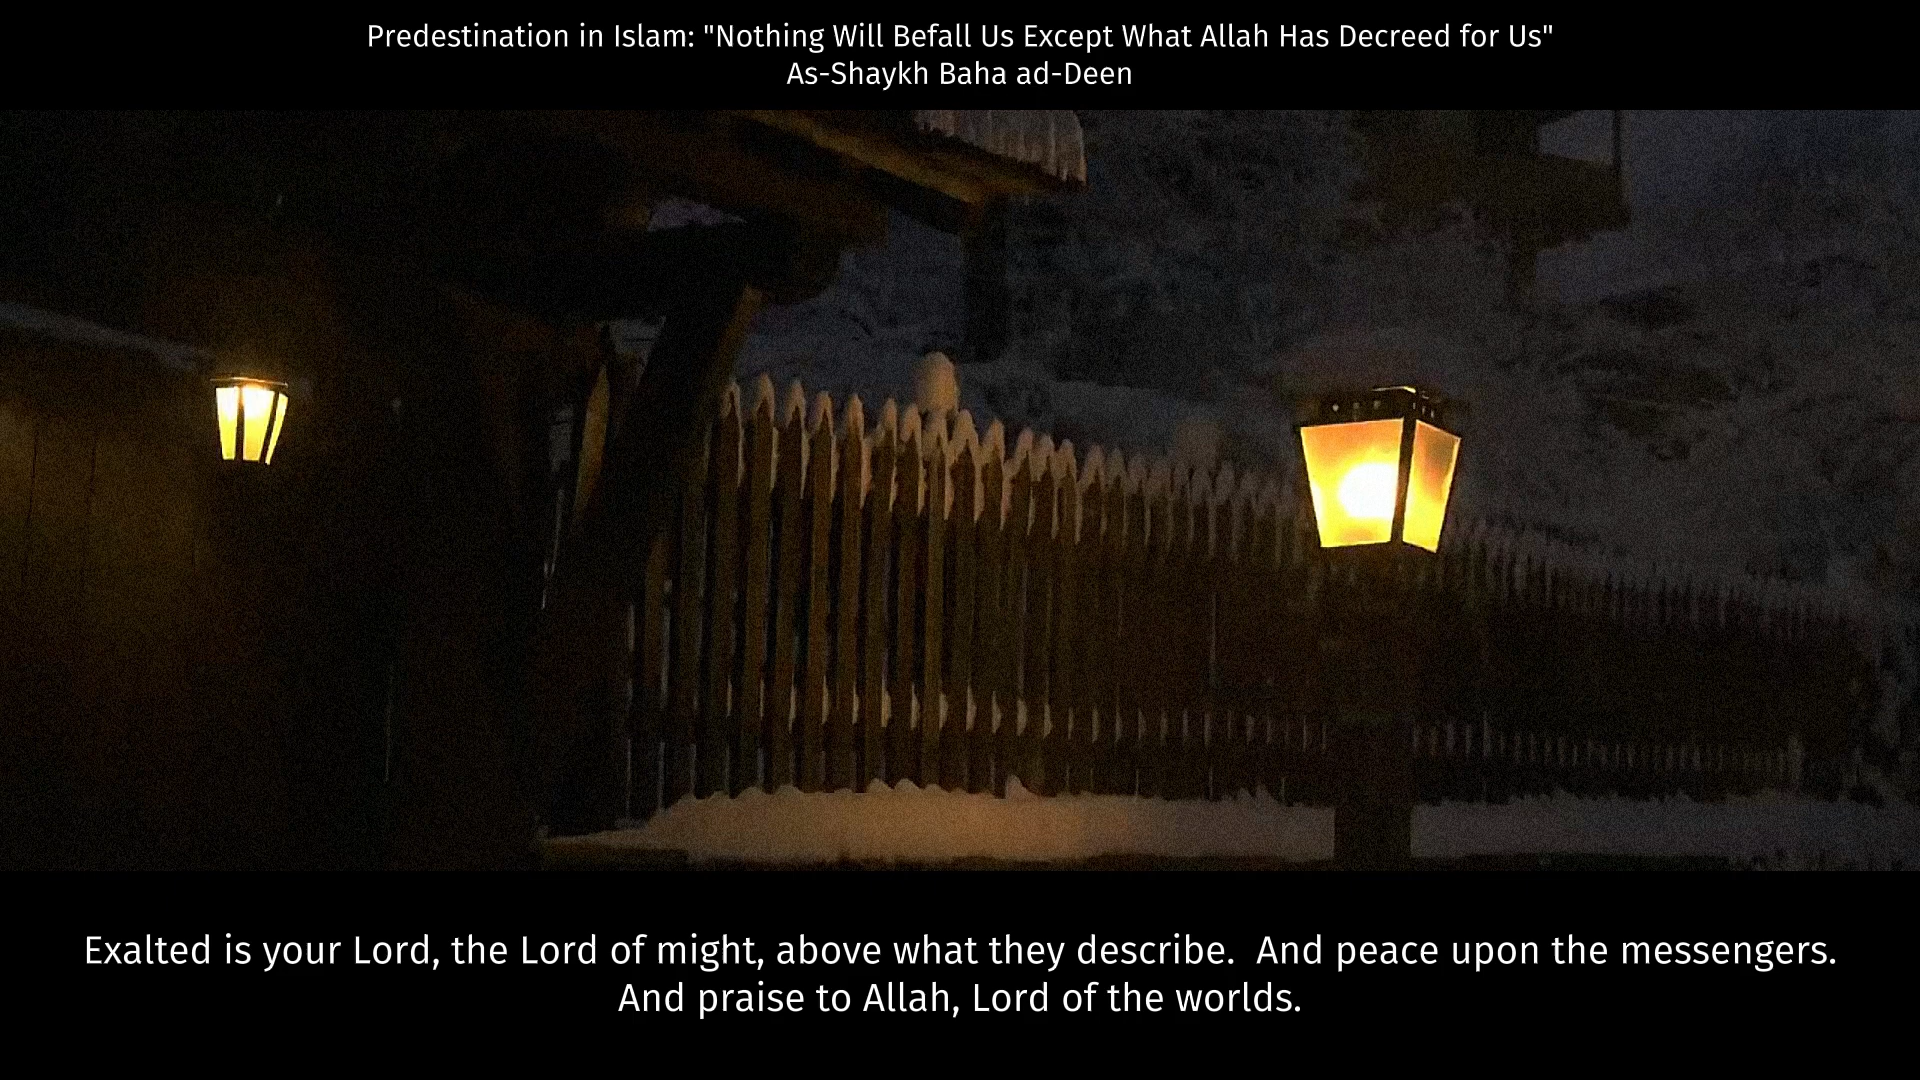 Predestination in Islam: "Nothing Will Befall Us Except What Allah Has Decreed for Us"
As-Shaykh Baha ad-Deen
Exalted is your Lord, the Lord of might, above what they describe.  And peace upon the messengers.
And praise to Allah, Lord of the worlds.